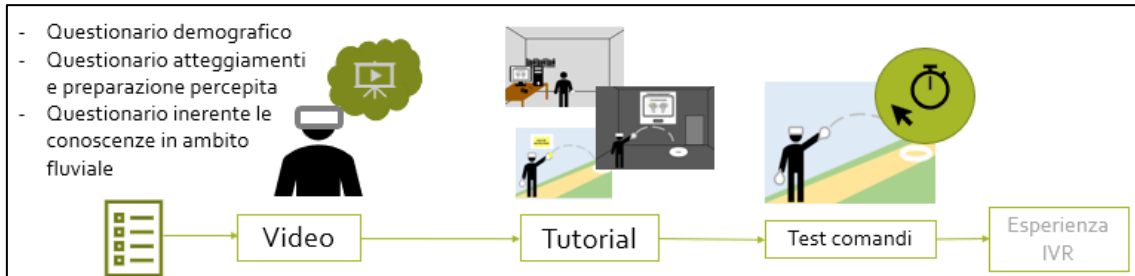 - Questionario demografico
- Questionario atteggiamenti
e preparazione percepita
- Questionario inerente le
conoscenze in ambito
fluviale
Video
Tutorial
Test comandi
Esperienza
IVR